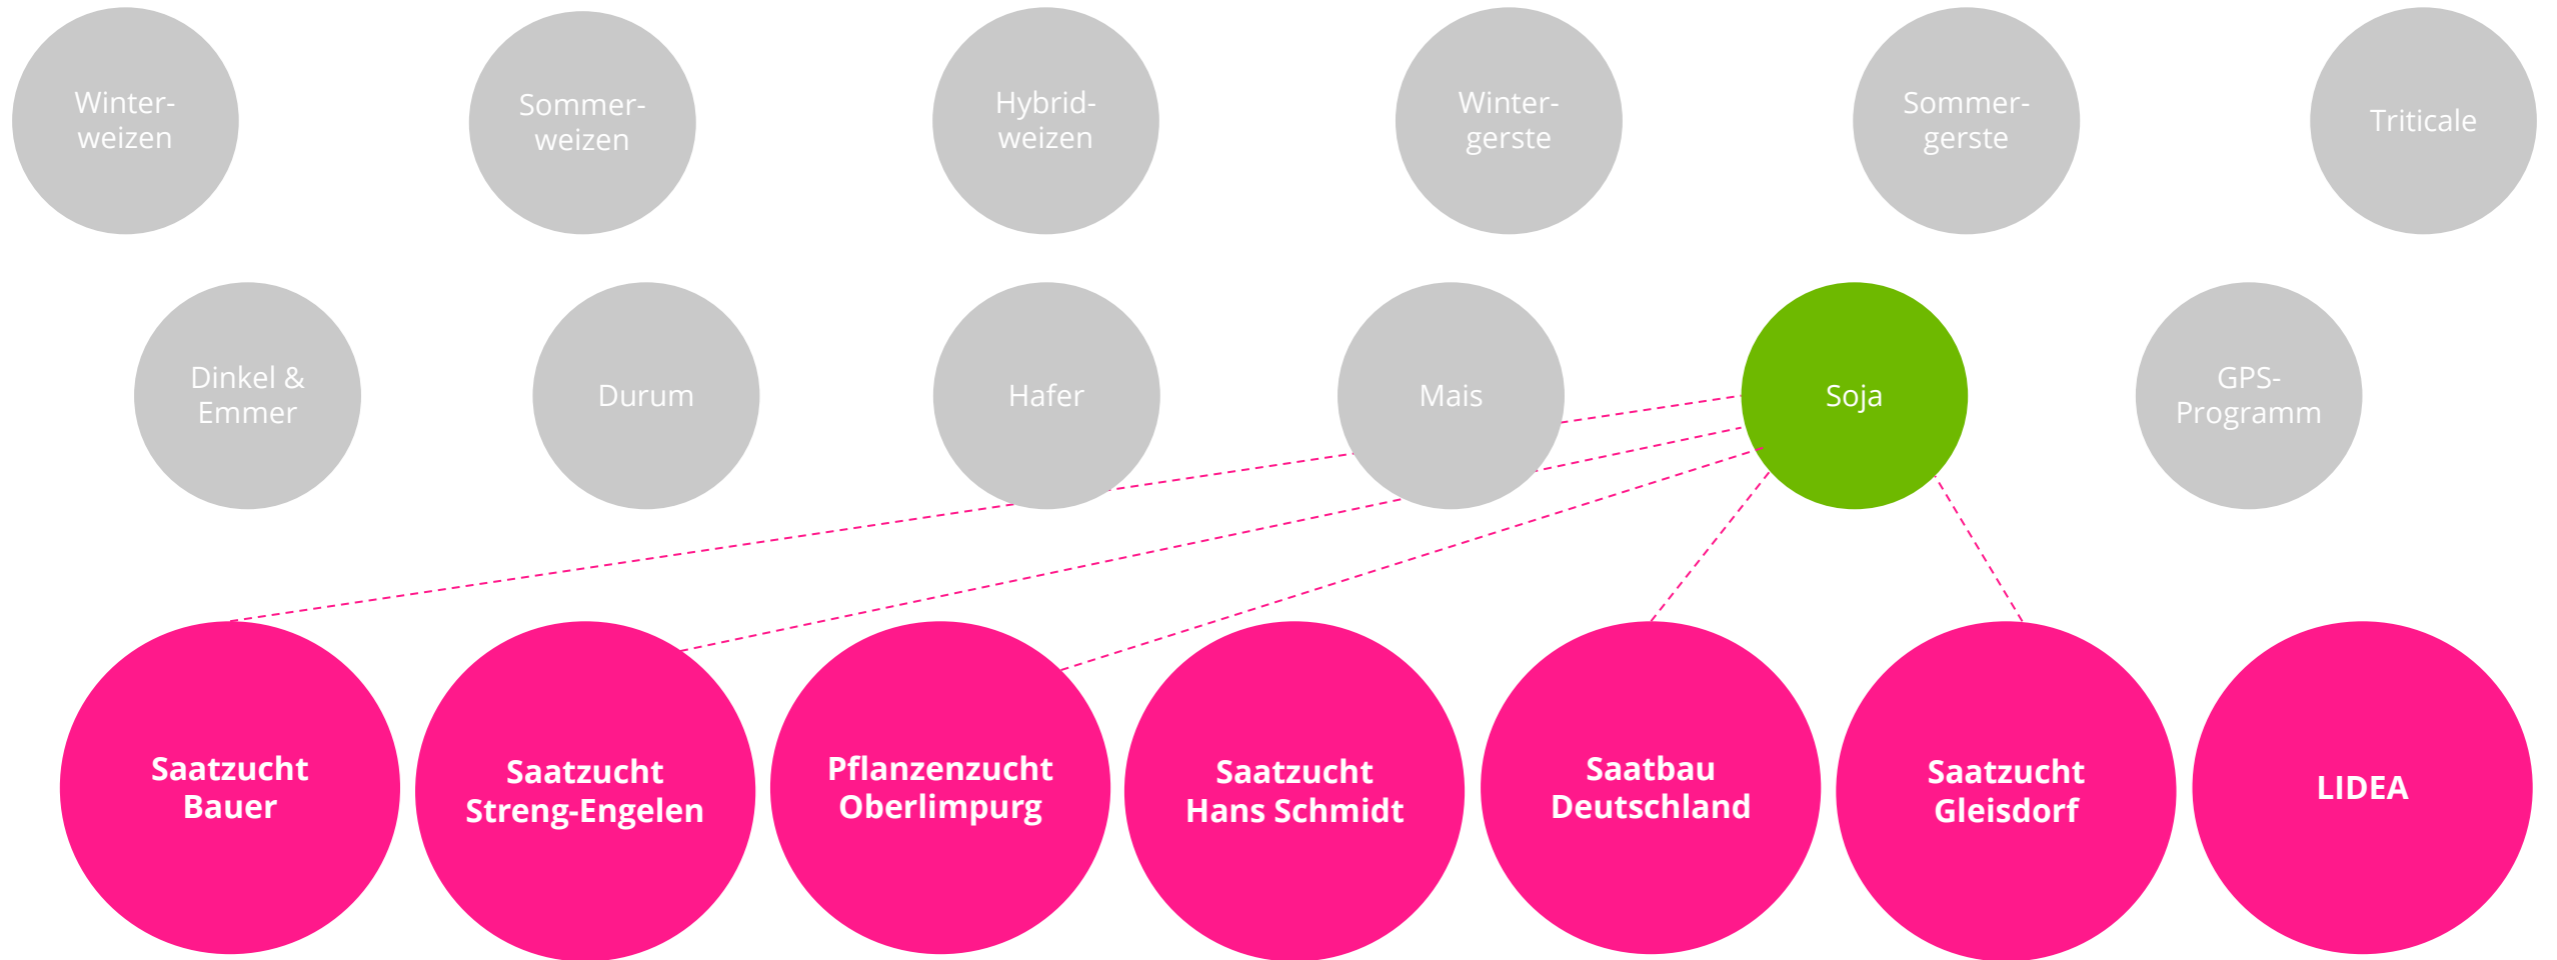 Winter-
weizen
Sommer-
weizen
Hybrid-
weizen
Winter-
gerste
Sommer-
gerste
Triticale
Dinkel &
Emmer
Durum
Hafer
Mais
Soja
GPS-
Programm
Saatzucht
Bauer
Saatzucht
Streng-Engelen
Pflanzenzucht
Oberlimpurg
Saatzucht
Hans Schmidt
Saatbau
Deutschland
Saatzucht
Gleisdorf
LIDEA